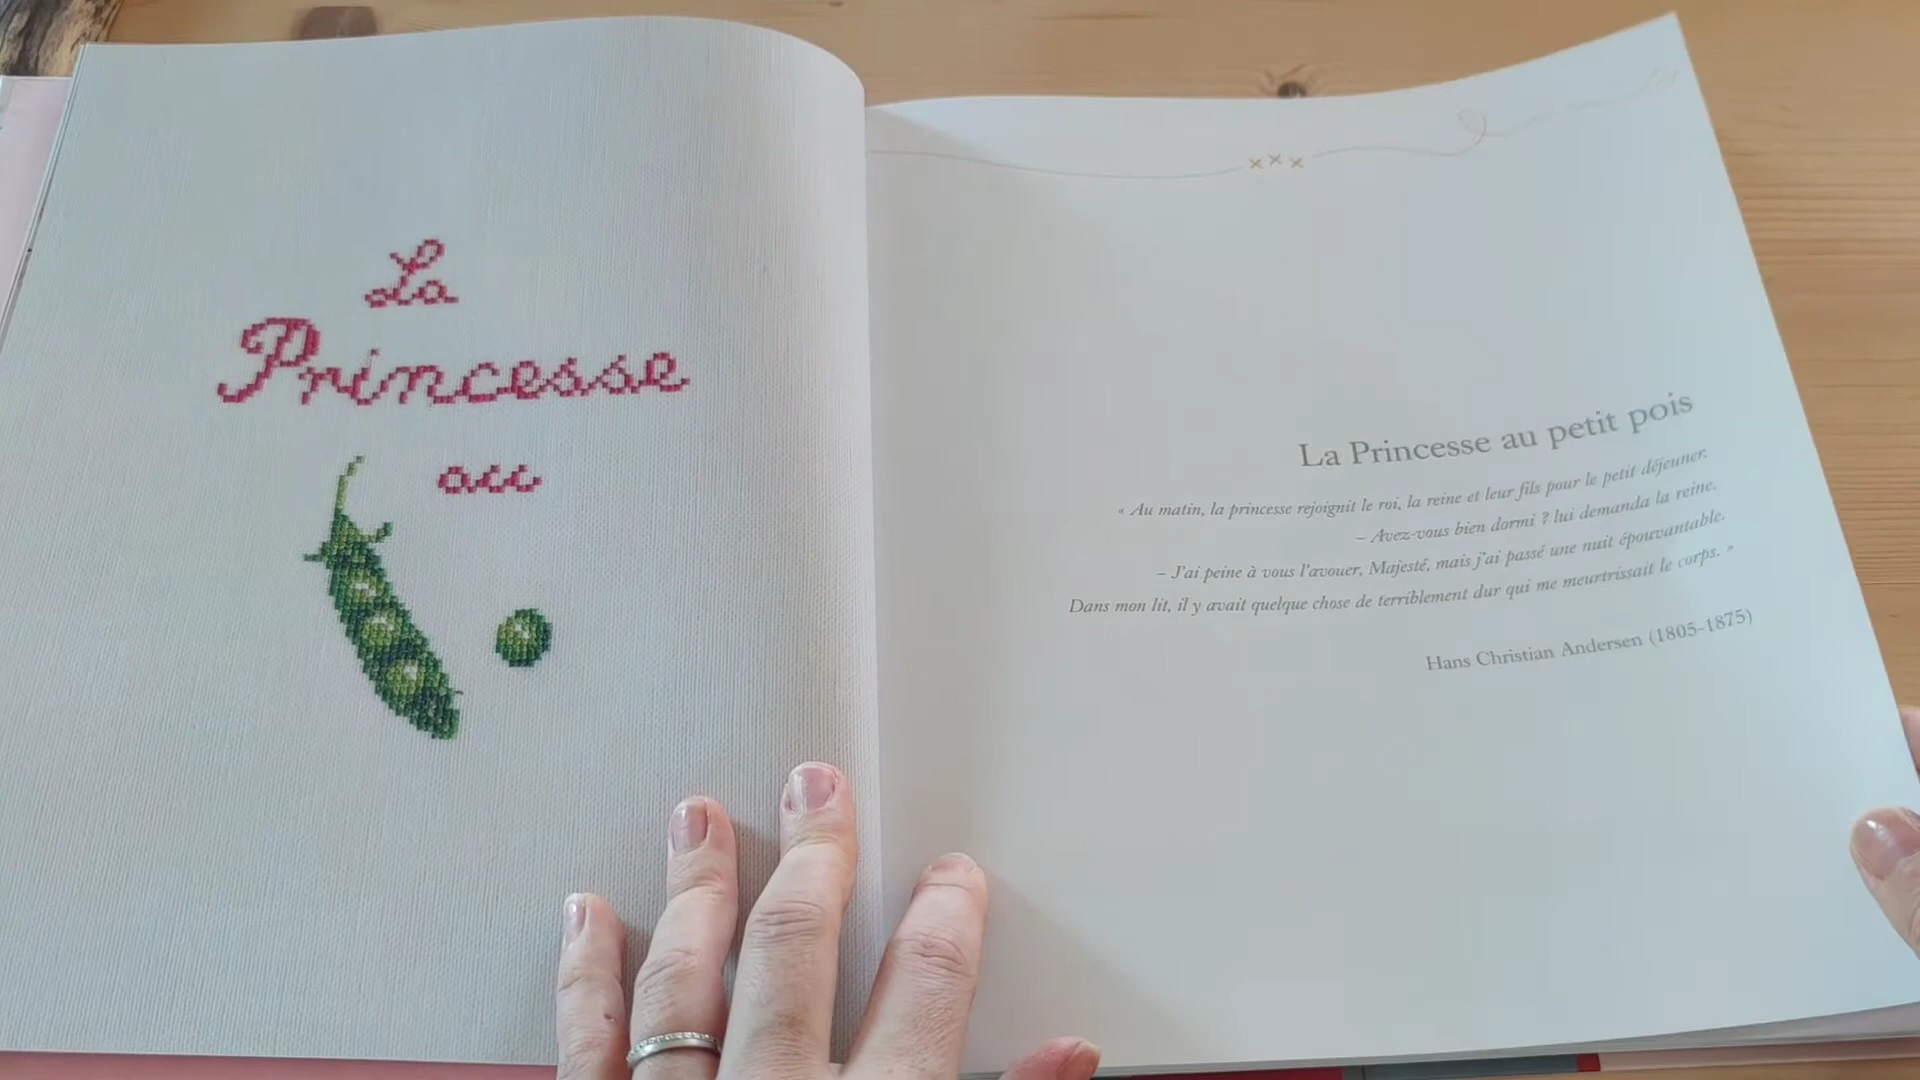 La
Princesse
au
La Princesse au petit pois
« Au matin, la princesse rejoignit le roi, la reine et leur fils pour le petit déjeuner.
– Avez-vous bien dormi ? lui demanda la reine.
– J'ai peine à vous l'avouer, Majesté, mais j'ai passé une nuit épouvantable.
Dans mon lit, il y avait quelque chose de terriblement dur qui me meurtrissait le corps. »
Hans Christian Andersen (1805-1875)